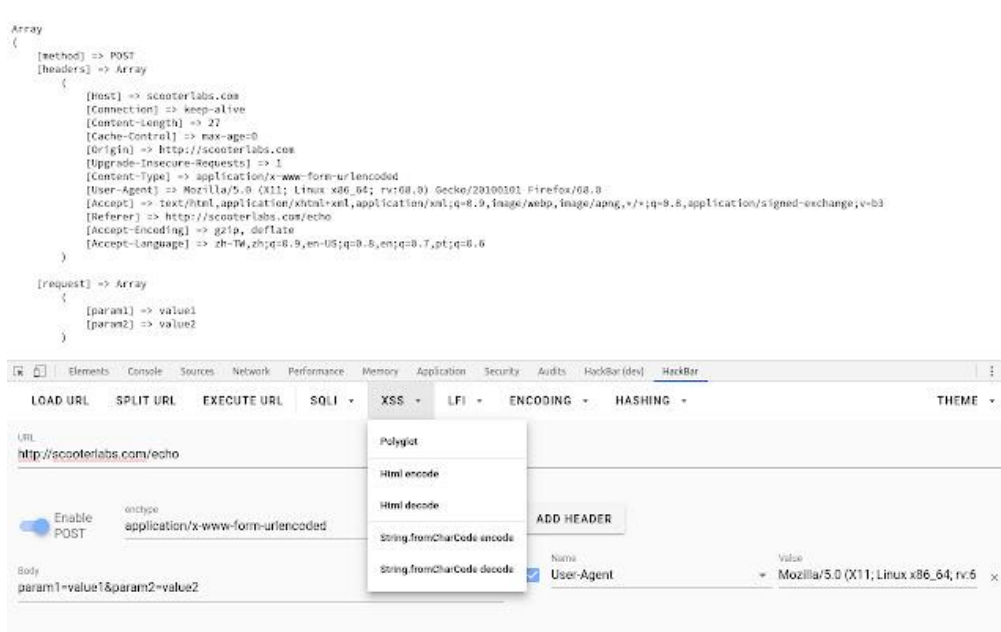 Array
(
[method] => POST
[headers] => Array
(
[Host] => scooterlabs.com
[Connection] => keep-alive
[Content-Length] => 27
[Cache-Control] => max-age=0
[Origin] => http://scooterlabs.com
[Upgrade-Insecure-Requests] => 1
[Content-Type] => application/x-www-form-urlencoded
[User-Agent] => Mozilla/5.0 (X11; Linux x86_64; rv:68.0) Gecko/20100101 Firefox/68.0
[Accept] => text/html,application/xhtml+xml,application/xml;q=0.9,image/webp,image/apng,*/*;q=0.8,application/signed-exchange;v=b3
[Referer] => http://scooterlabs.com/echo
[Accept-Encoding] => gzip, deflate
[Accept-Language] => zh-TW,zh;q=0.9,en-US;q=0.8,en;q=0.7,pt;q=0.6
)
[request] => Array
(
[param1] => value1
[param2] => value2
)
Elements Console Sources Network Performance Memory Application Security Audits HackBar (dev) HackBar
LOAD URL SPLIT URL EXECUTE URL SQLI XSS LFI ENCODING HASHING THEME
URL
http://scooterlabs.com/echo
Polyglot
Html encode
Html decode
String.fromCharCode encode
String.fromCharCode decode
Enable POST
enctype
application/x-www-form-urlencoded
ADD HEADER
Body
param1=value1&param2=value2
Name
User-Agent
Value
Mozilla/5.0 (X11; Linux x86_64; rv:6